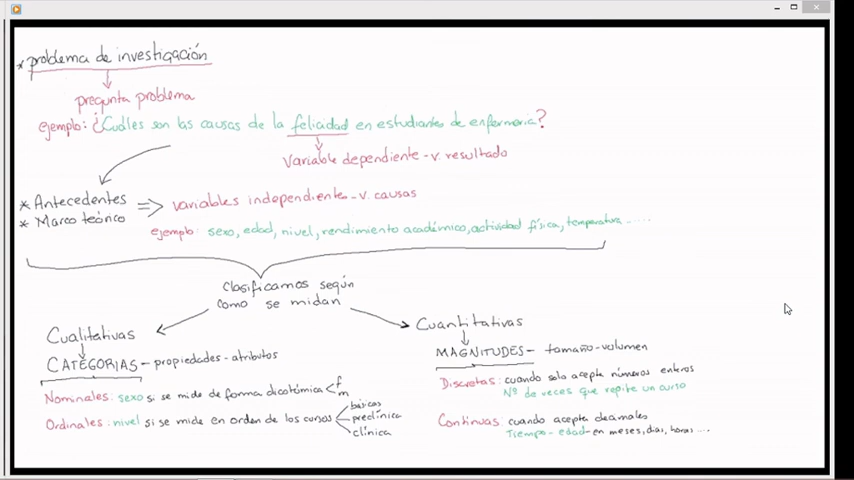 * problema de investigación
pregunta problema
ejemplo: ¿Cuáles son las causas de la felicidad en estudiantes de enfermería?
Variable dependiente - v. resultado
* Antecedentes
* Marco teórico
=> variables independiente - v. causas
ejemplo: sexo, edad, nivel, rendimiento académico, actividad física, temperatura ......
Clasificamos según
como se midan
Cualitativas
CATEGORIAS - propiedades - atributos
Nominales: sexo si se mide de forma dicotómica < f
m
Ordinales: nivel si se mide en orden de los cursos
básicos
preclínica
clínica
Cuantitativas
MAGNITUDES - tamaño - volumen
Discretas: cuando solo acepte números enteros
Nº de veces que repite un curso
Continuas: cuando acepte decimales
Tiempo - edad - en meses, días, horas ...